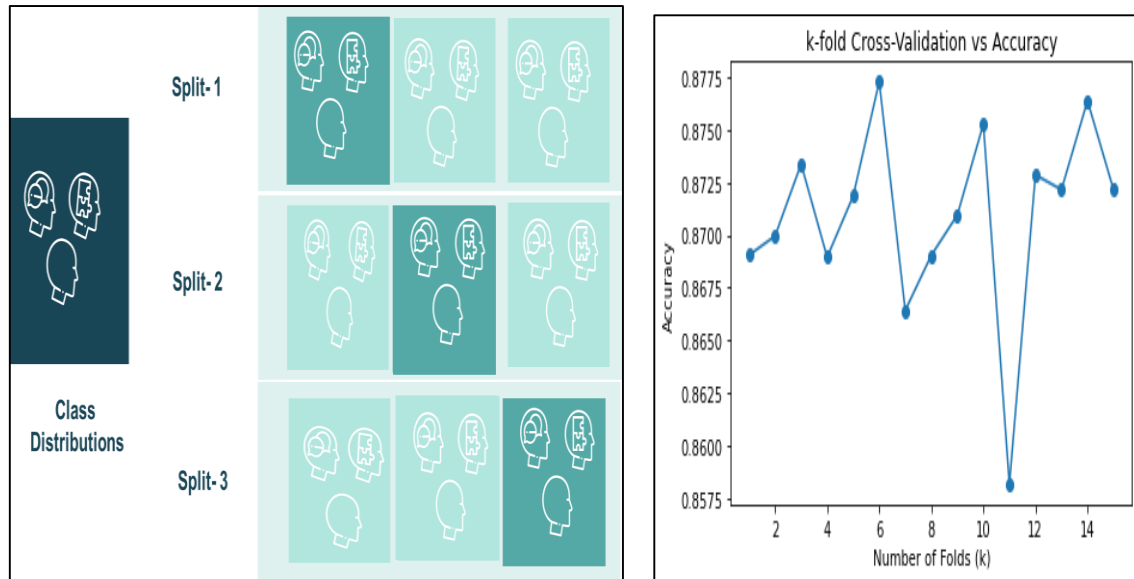 Split- 1
Split- 2
Class
Distributions
Split- 3
k-fold Cross-Validation vs Accuracy
Accuracy
0.8775
0.8750
0.8725
0.8700
0.8675
0.8650
0.8625
0.8600
0.8575
2 4 6 8 10 12 14
Number of Folds (k)